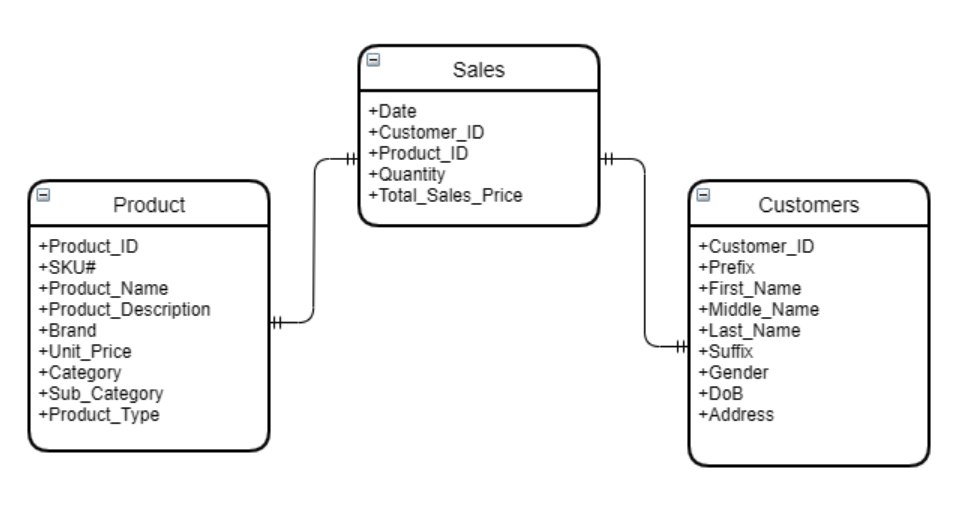 Sales
+Date
+Customer_ID
+Product_ID
+Quantity
+Total_Sales_Price
Product
+Product_ID
+SKU#
+Product_Name
+Product_Description
+Brand
+Unit_Price
+Category
+Sub_Category
+Product_Type
Customers
+Customer_ID
+Prefix
+First_Name
+Middle_Name
+Last_Name
+Suffix
+Gender
+DoB
+Address